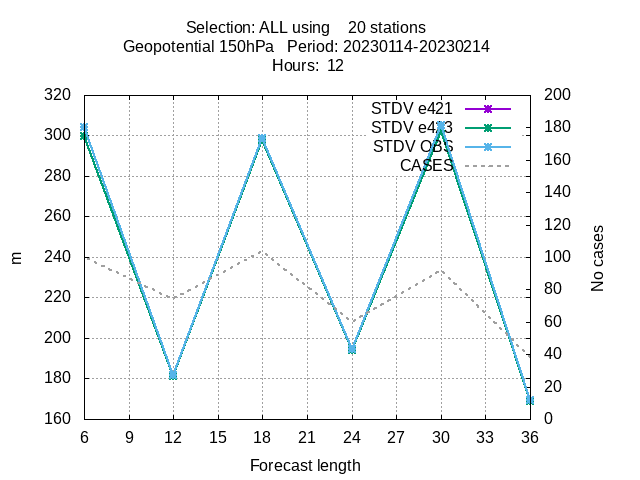 Selection: ALL using 20 stations
Geopotential 150hPa Period: 20230114-20230214
Hours: 12
320 200
STDV e421
300 180
STDV e423
STDV OBS
160
CASES
280
140
260 120
m 240 100 No cases
220 80
60
200
40
180
20
160 0
6 9 12 15 18 21 24 27 30 33 36
Forecast length